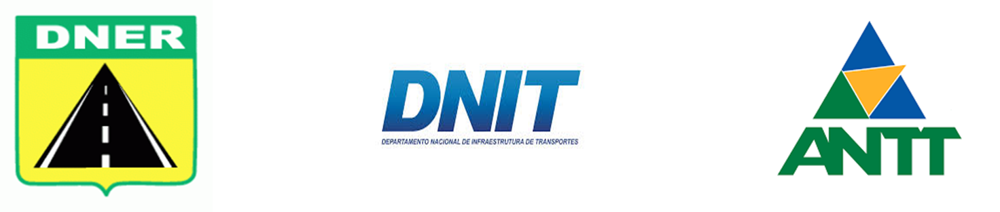 DNER
DNIT
DEPARTAMENTO NACIONAL DE INFRAESTRUTURA DE TRANSPORTES
ANTT